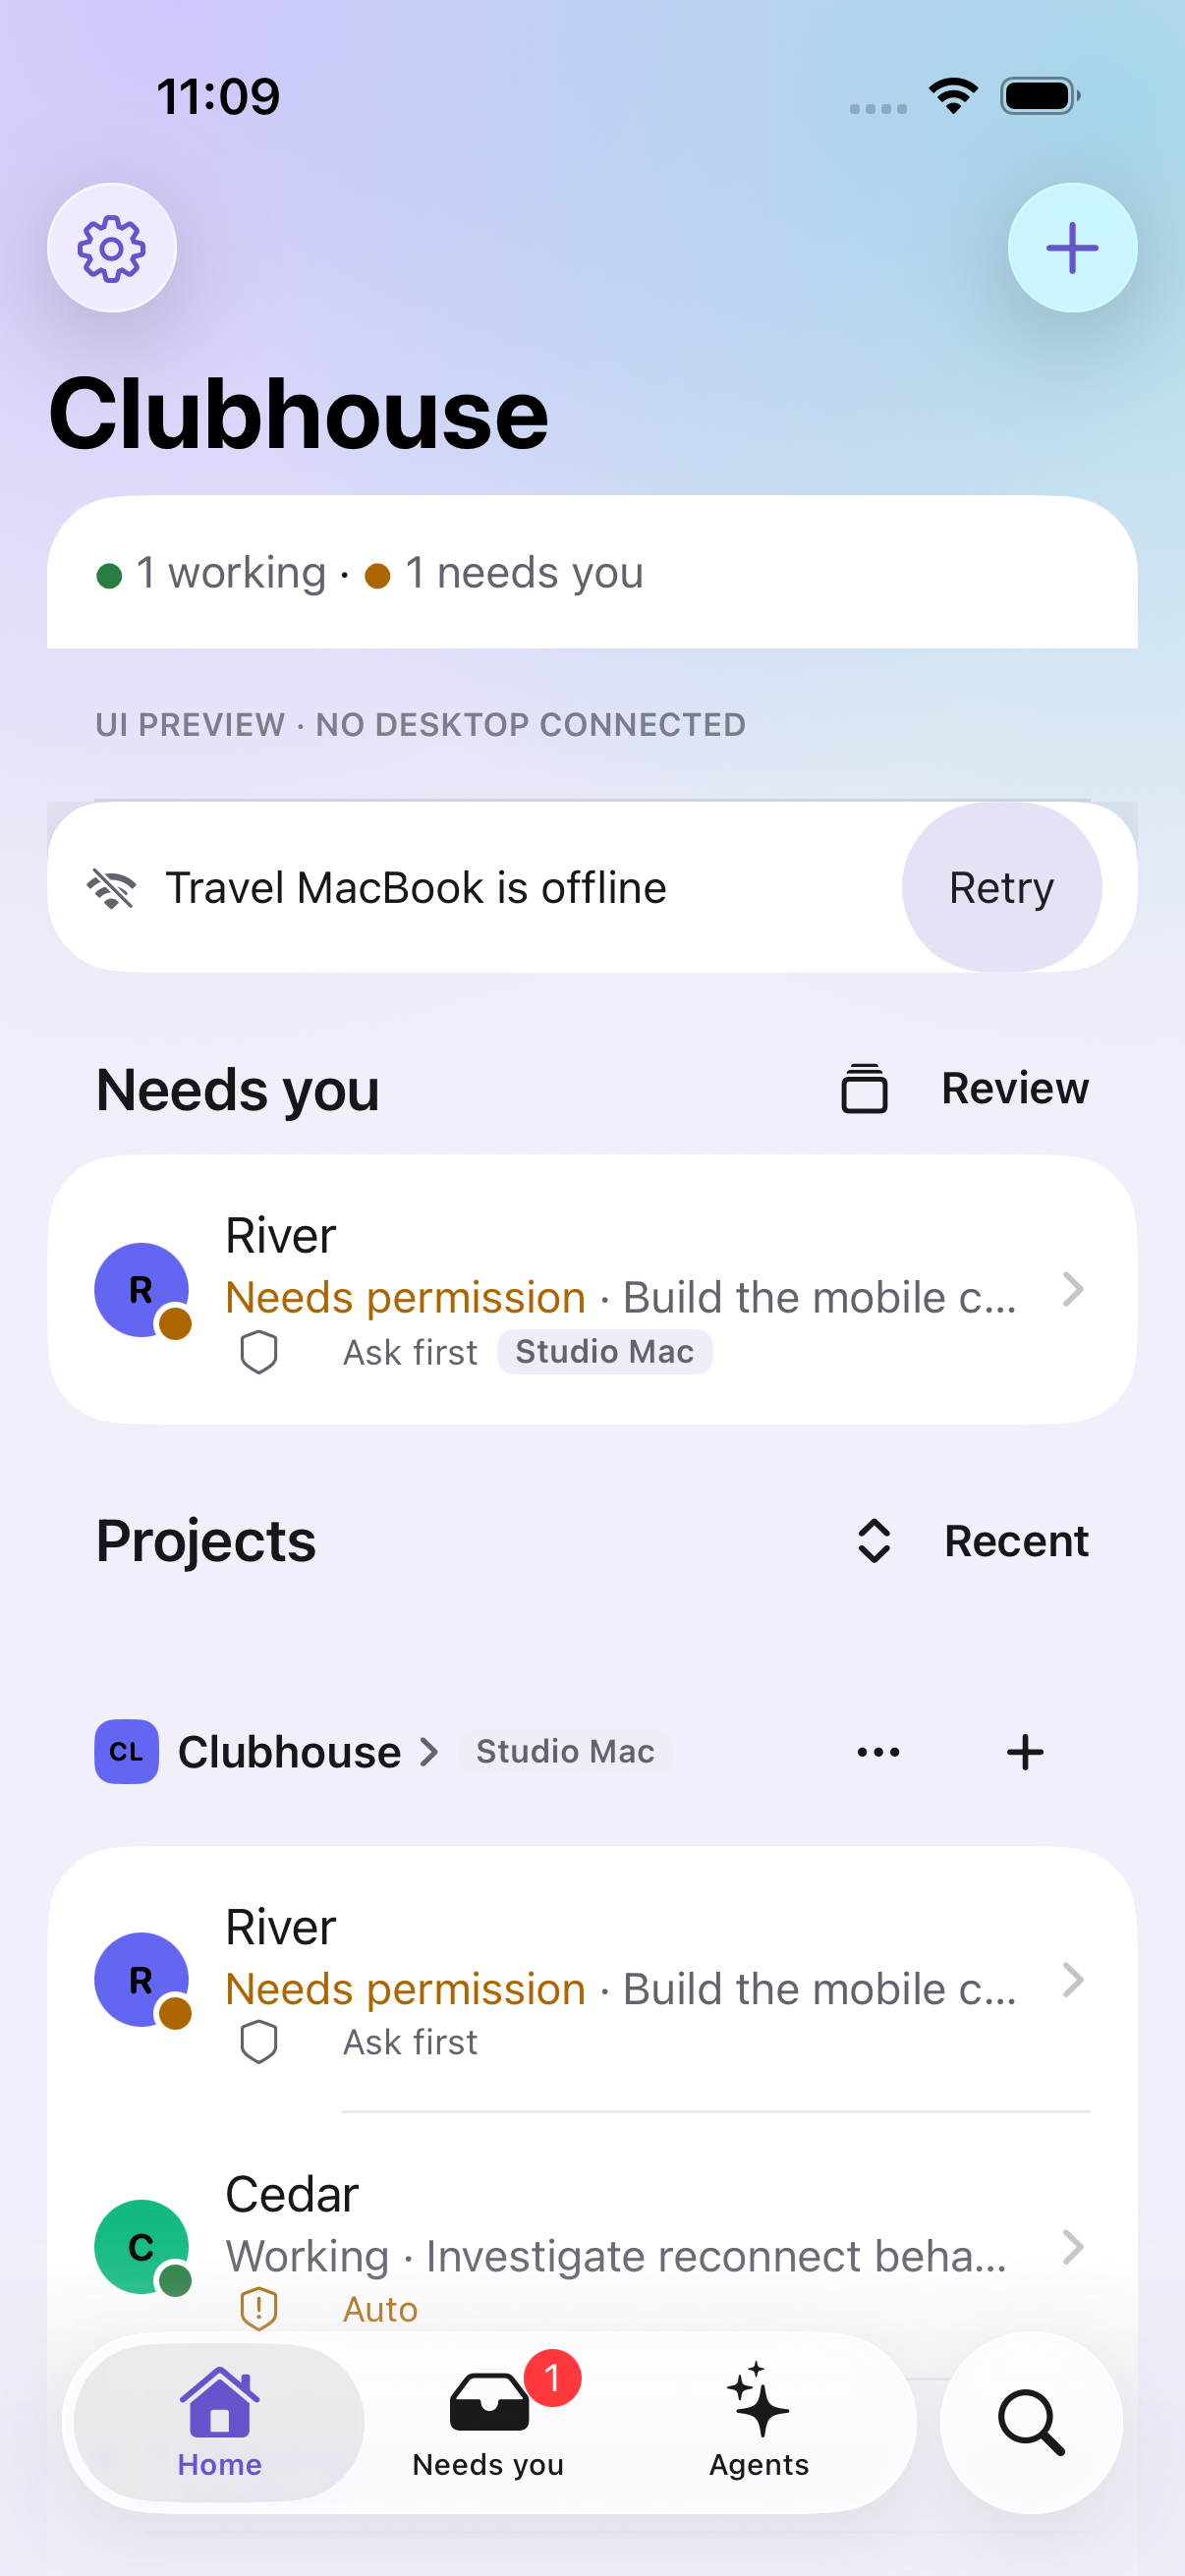 11:09
Clubhouse
1 working · 1 needs you
UI PREVIEW · NO DESKTOP CONNECTED
Travel MacBook is offline
Retry
Needs you
Review
River
R
Needs permission · Build the mobile c...
Ask first
Studio Mac
Projects
Recent
CL
Clubhouse
Studio Mac
River
R
Needs permission · Build the mobile c...
Ask first
Cedar
C
Working · Investigate reconnect beha...
Auto
1
Home
Needs you
Agents